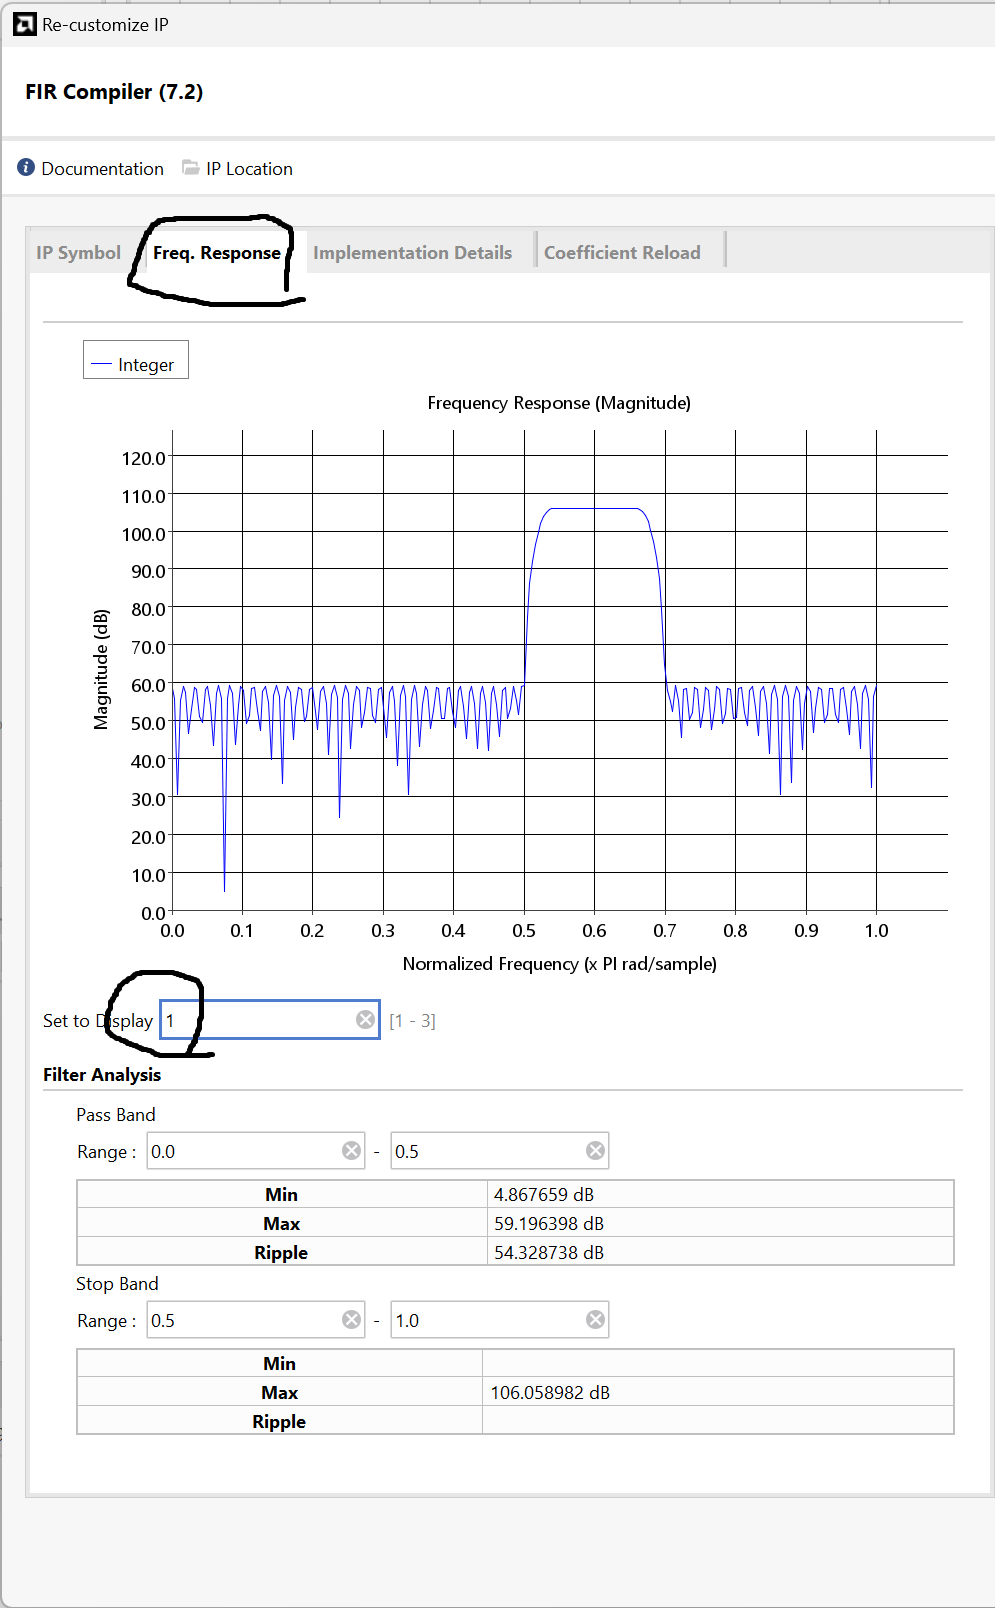 Re-customize IP
FIR Compiler (7.2)
Documentation IP Location
IP Symbol Freq. Response Implementation Details Coefficient Reload
Integer
Frequency Response (Magnitude)
120.0
110.0
100.0
90.0
80.0
70.0
60.0
50.0
40.0
30.0
20.0
10.0
0.0
Magnitude (dB)
0.0 0.1 0.2 0.3 0.4 0.5 0.6 0.7 0.8 0.9 1.0
Normalized Frequency (x PI rad/sample)
Set to Display 1 [1 - 3]
Filter Analysis
Pass Band
Range : 0.0 - 0.5
Min 4.867659 dB
Max 59.196398 dB
Ripple 54.328738 dB
Stop Band
Range : 0.5 - 1.0
Min
Max 106.058982 dB
Ripple